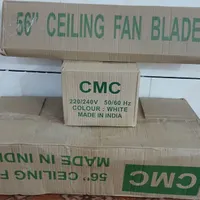 56" CEILING FAN BLADE
CMC
220/240V 50/60 Hz
COLOUR : WHITE
MADE IN INDIA
CMC
MADE IN INDI
56" CEILING FA